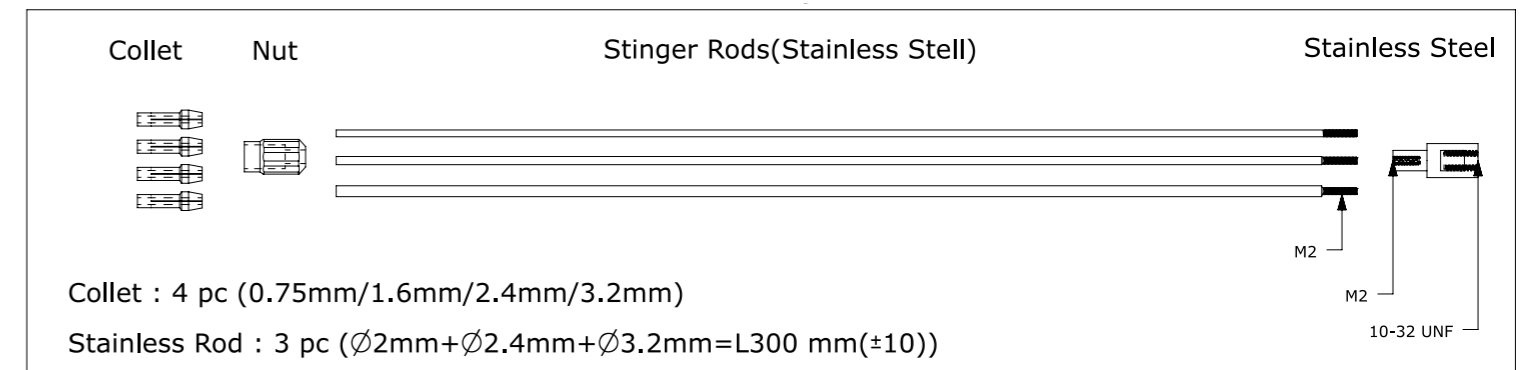 Collet Nut Stinger Rods(Stainless Stell) Stainless Steel
M2
M2
10-32 UNF
Collet : 4 pc (0.75mm/1.6mm/2.4mm/3.2mm)
Stainless Rod : 3 pc (∅2mm+∅2.4mm+∅3.2mm=L300 mm(±10))